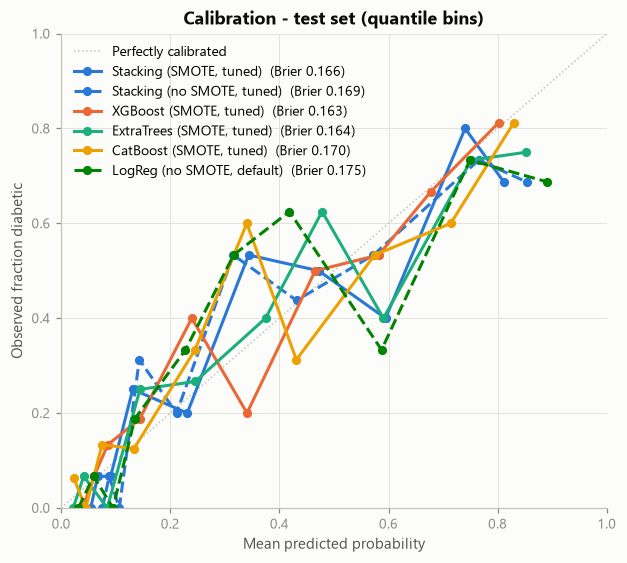 Calibration - test set (quantile bins)
Perfectly calibrated
Stacking (SMOTE, tuned)  (Brier 0.166)
Stacking (no SMOTE, tuned)  (Brier 0.169)
XGBoost (SMOTE, tuned)  (Brier 0.163)
ExtraTrees (SMOTE, tuned)  (Brier 0.164)
CatBoost (SMOTE, tuned)  (Brier 0.170)
LogReg (no SMOTE, default)  (Brier 0.175)
Observed fraction diabetic
1.0
0.8
0.6
0.4
0.2
0.0
0.0 0.2 0.4 0.6 0.8 1.0
Mean predicted probability